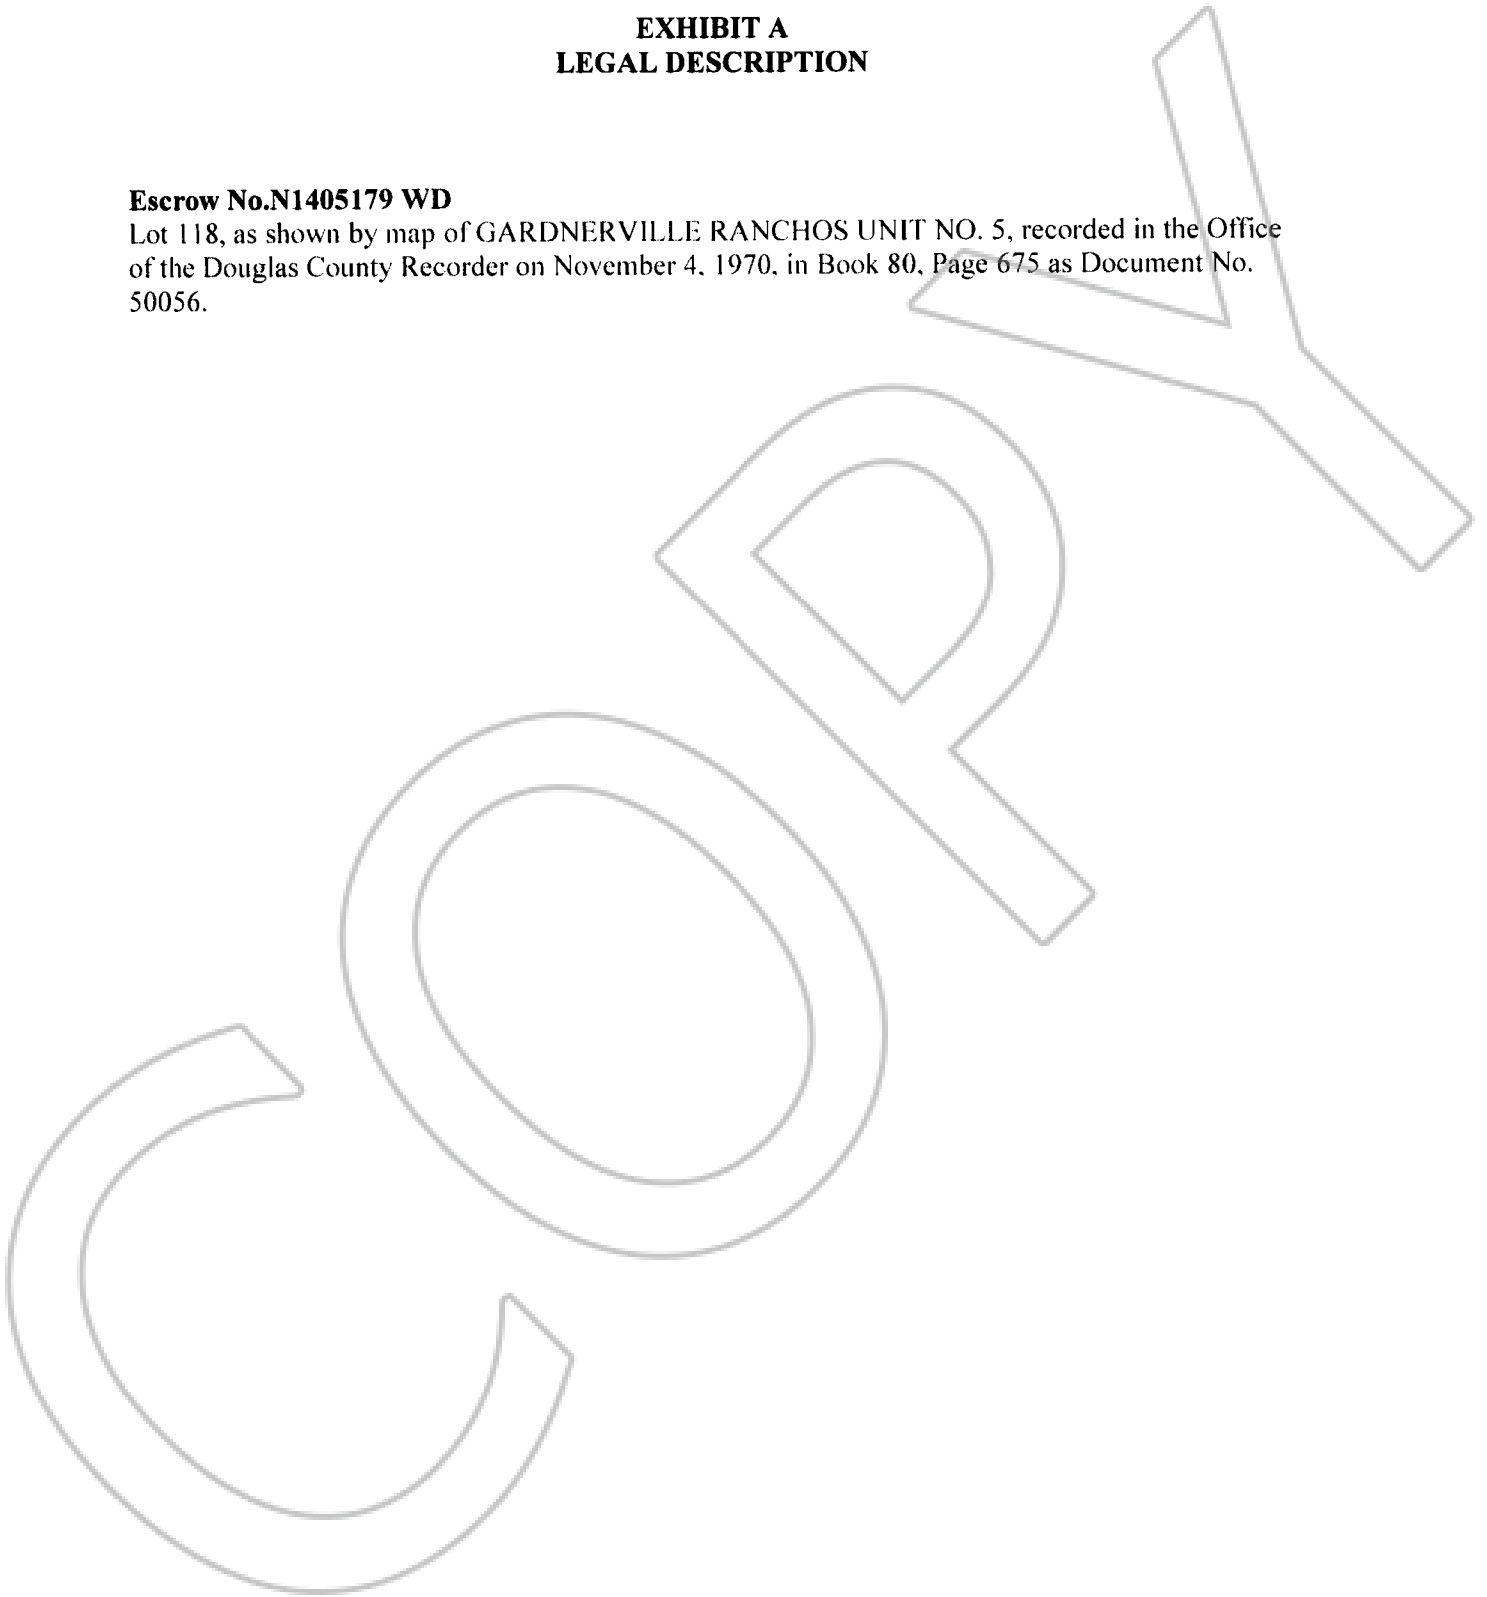 EXHIBIT A
LEGAL DESCRIPTION
Escrow No.N1405179 WD
Lot 118, as shown by map of GARDNERVILLE RANCHOS UNIT NO. 5, recorded in the Office
of the Douglas County Recorder on November 4, 1970, in Book 80, Page 675 as Document No.
50056.
COPY